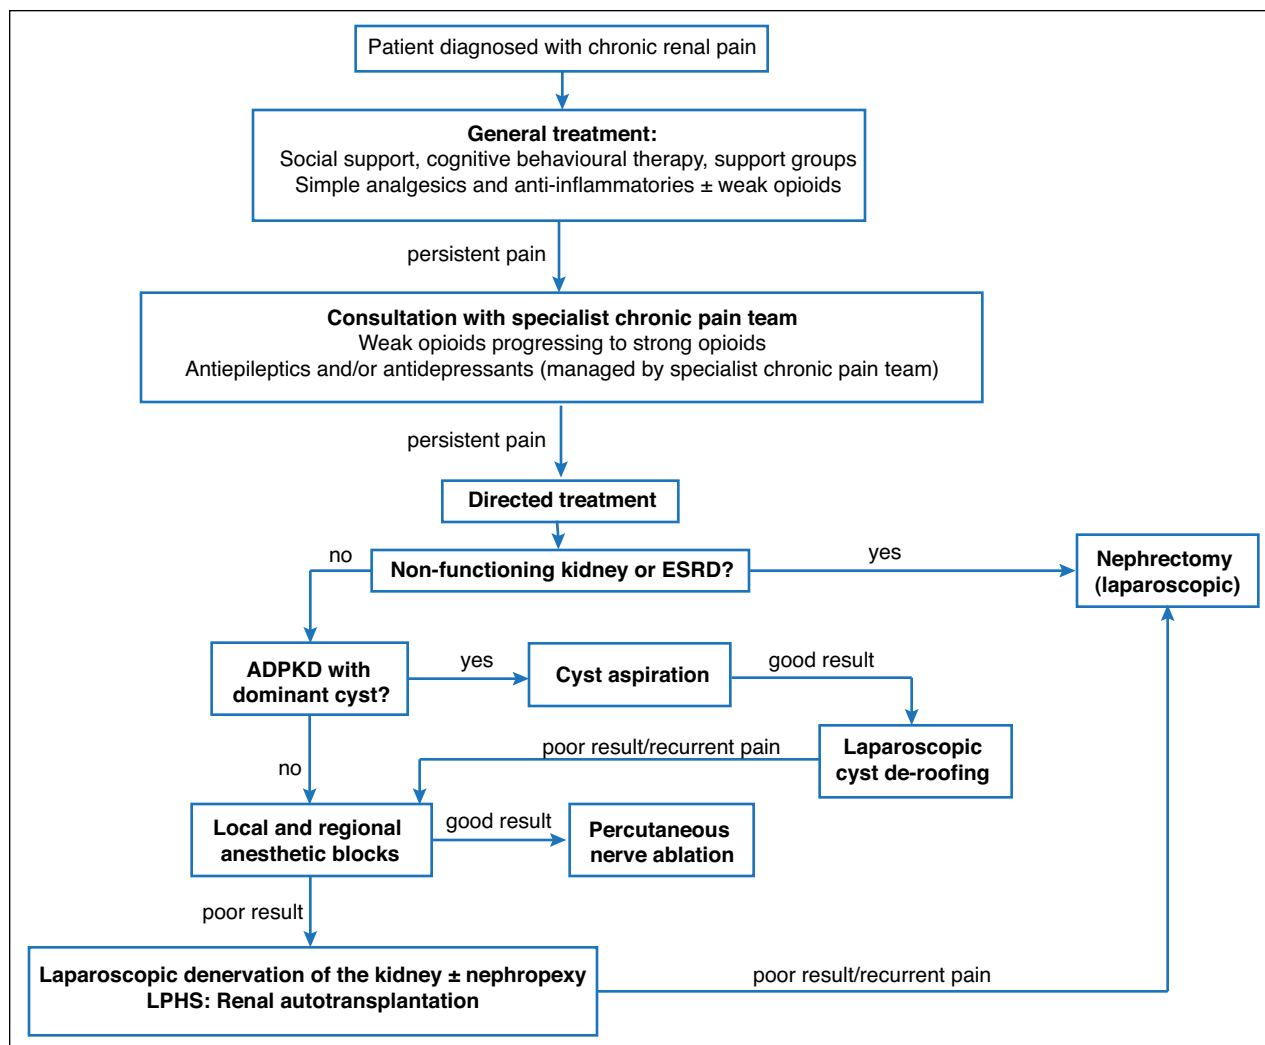 Patient diagnosed with chronic renal pain
General treatment:
Social support, cognitive behavioural therapy, support groups
Simple analgesics and anti-inflammatories ± weak opioids
persistent pain
Consultation with specialist chronic pain team
Weak opioids progressing to strong opioids
Antiepileptics and/or antidepressants (managed by specialist chronic pain team)
persistent pain
Directed treatment
no
Non-functioning kidney or ESRD?
yes
Nephrectomy
(laparoscopic)
ADPKD with
dominant cyst?
yes
Cyst aspiration
good result
Laparoscopic
cyst de-roofing
poor result/recurrent pain
no
Local and regional
anesthetic blocks
good result
Percutaneous
nerve ablation
poor result
Laparoscopic denervation of the kidney ± nephropexy
LPHS: Renal autotransplantation
poor result/recurrent pain